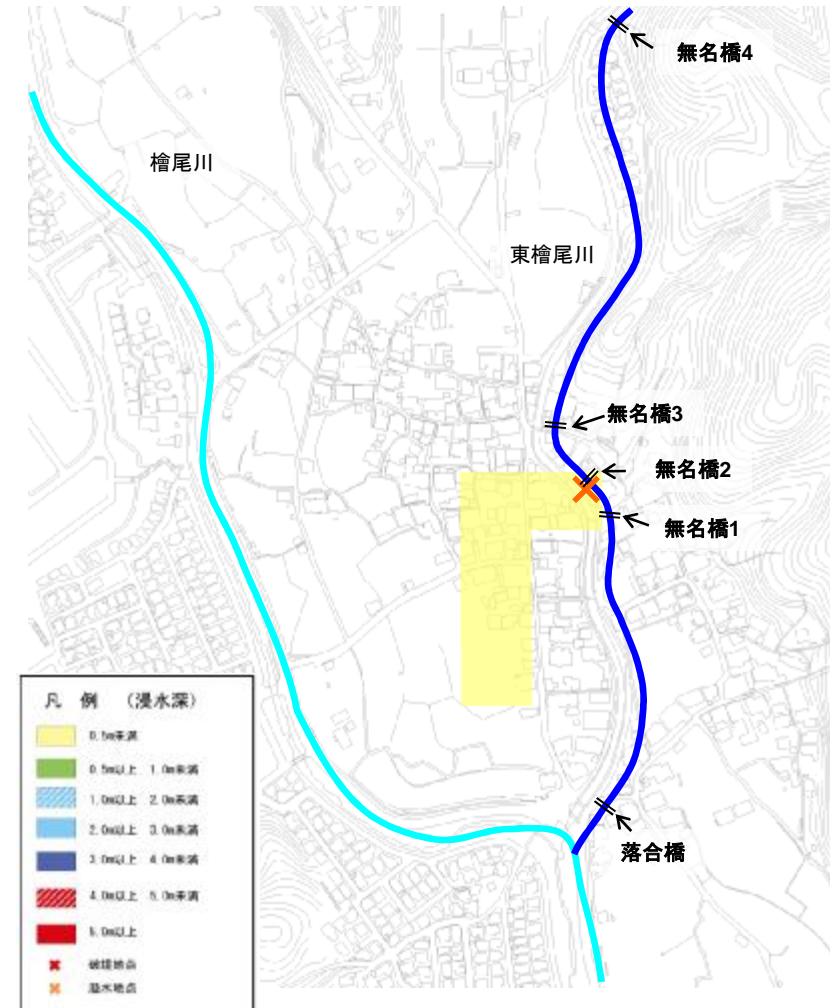 無名橋4
檜尾川
東檜尾川
無名橋3
無名橋2
無名橋1
凡 例 (浸水深)
0.5m未満
0.5m以上 1.0m未満
1.0m以上 2.0m未満
2.0m以上 3.0m未満
3.0m以上 4.0m未満
4.0m以上 5.0m未満
5.0m以上
破堤地点
溢水地点
落合橋